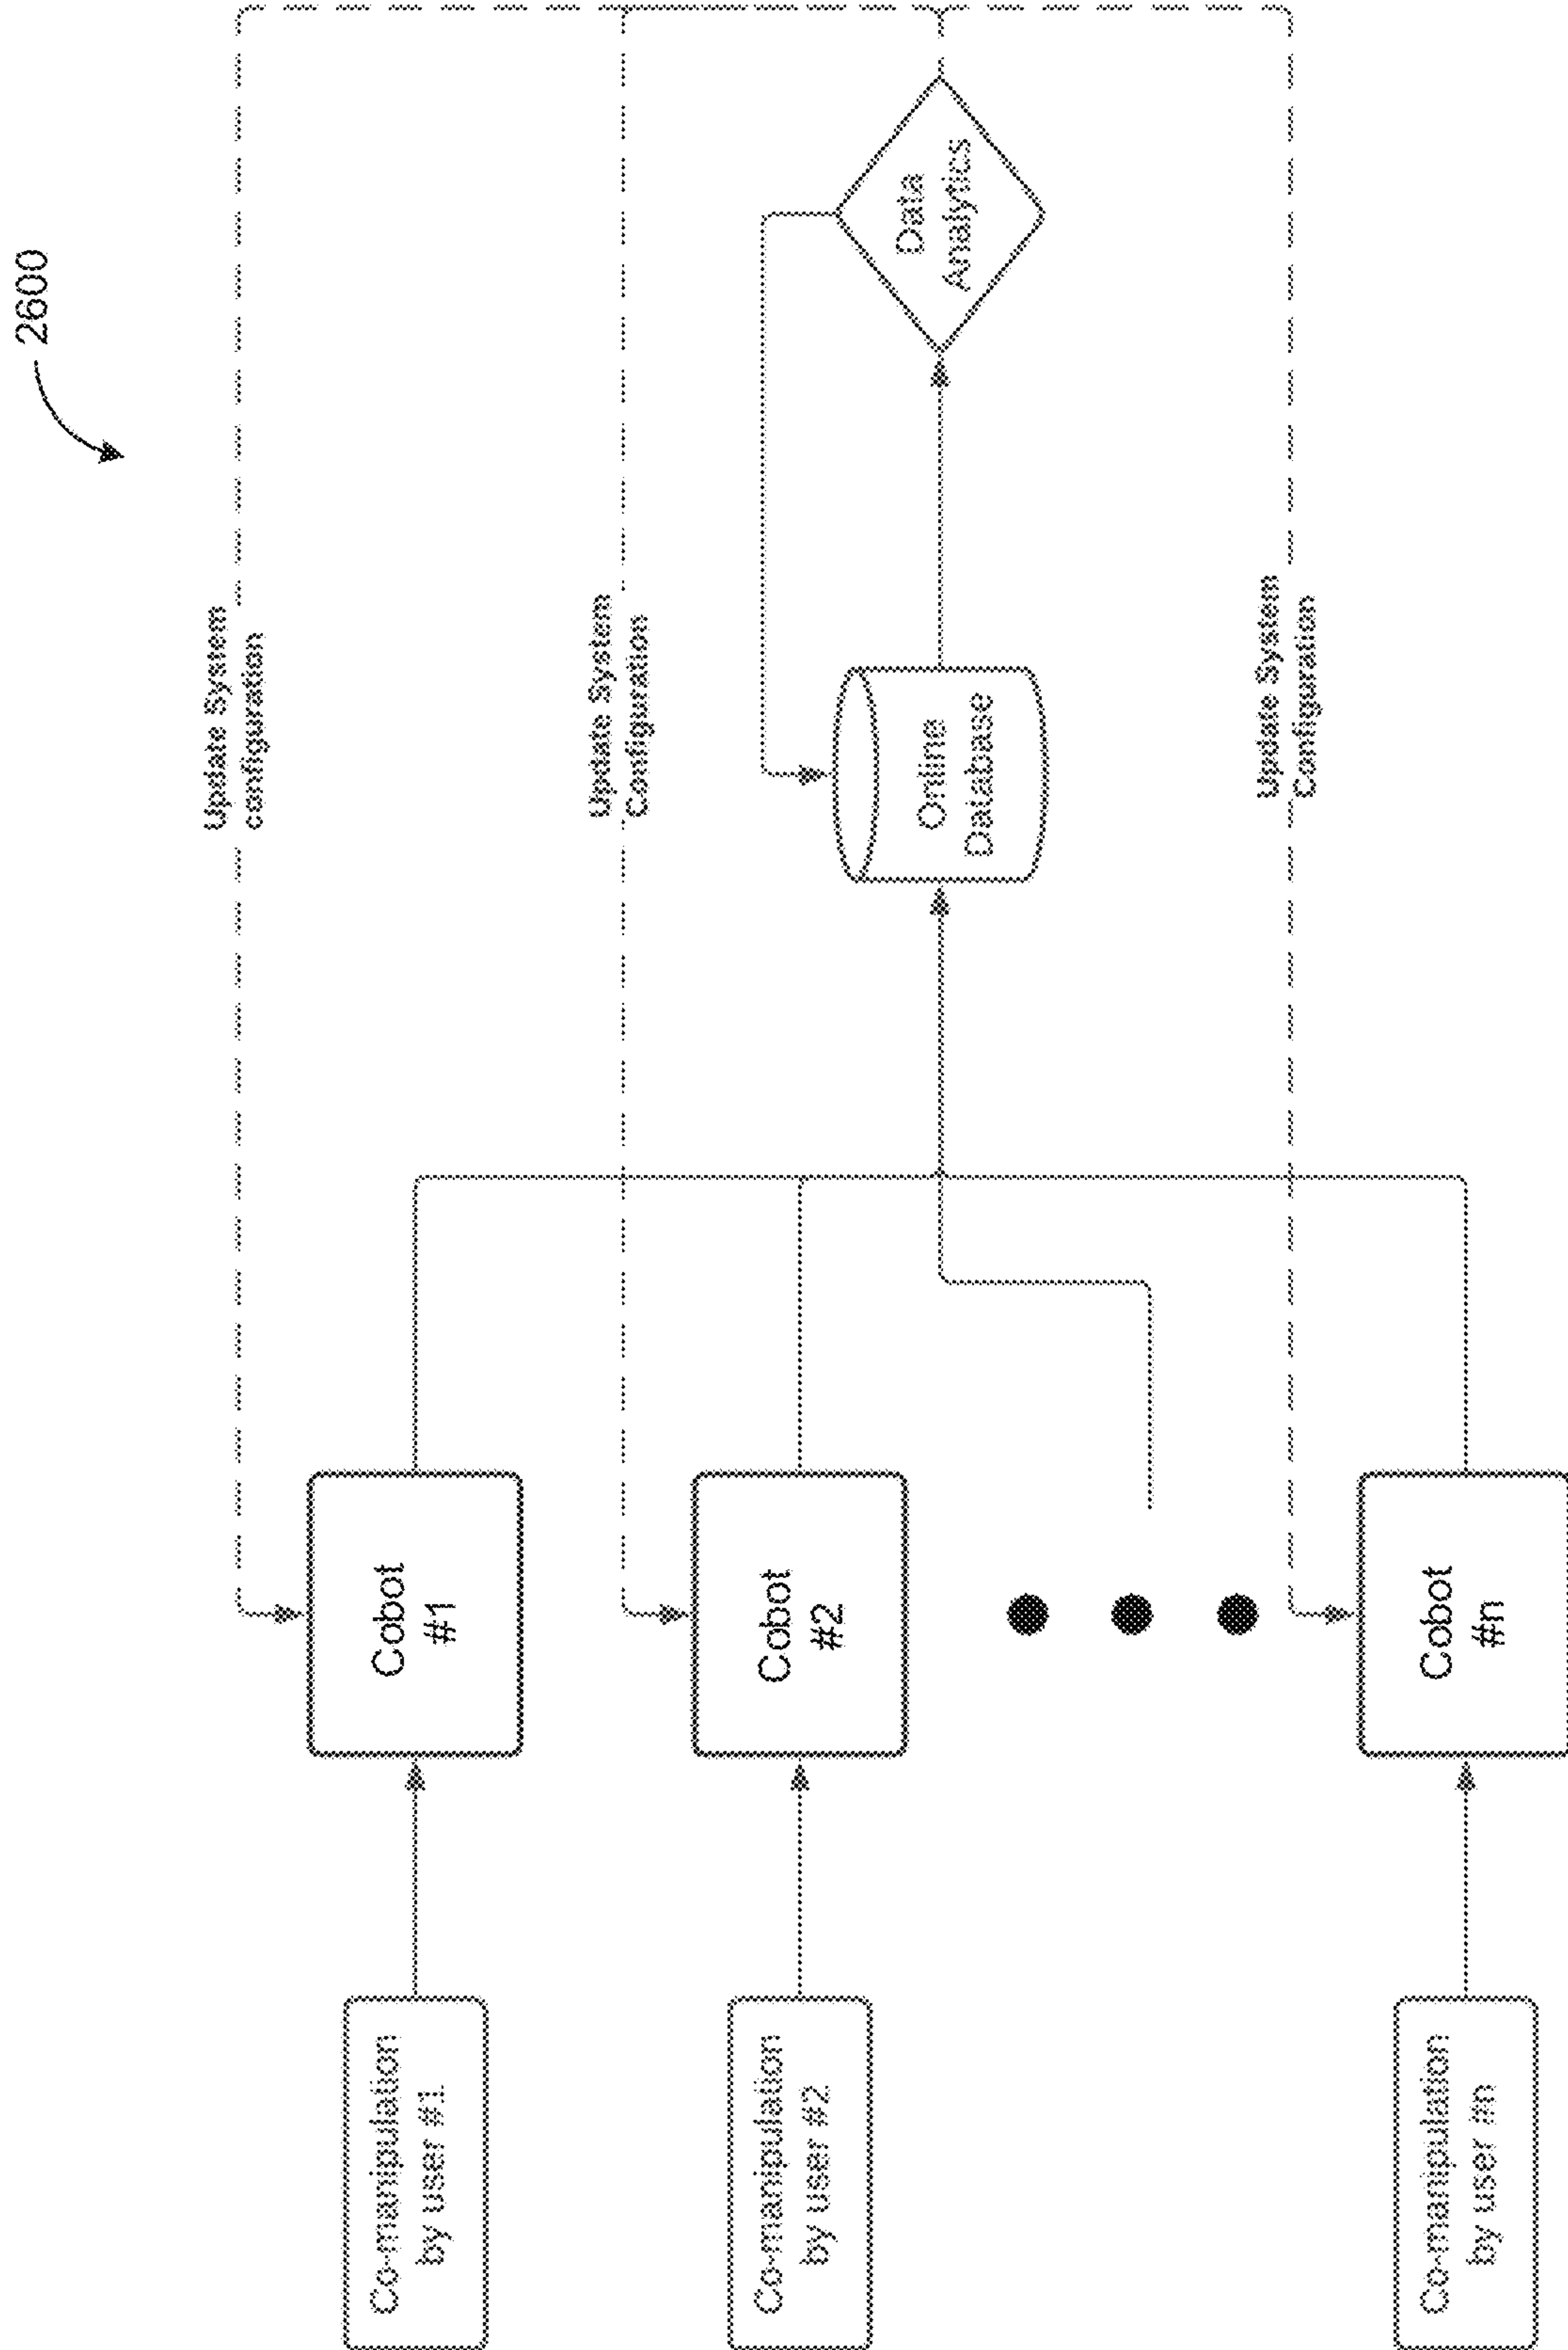 2600
Update System
configuration
Co-manipulation
by user #1
Cobot
#1
Update System
Configuration
Co-manipulation
by user #2
Cobot
#2
Online
Database
Data
Analytics
Update System
Configuration
Co-manipulation
by user #n
Cobot
#n